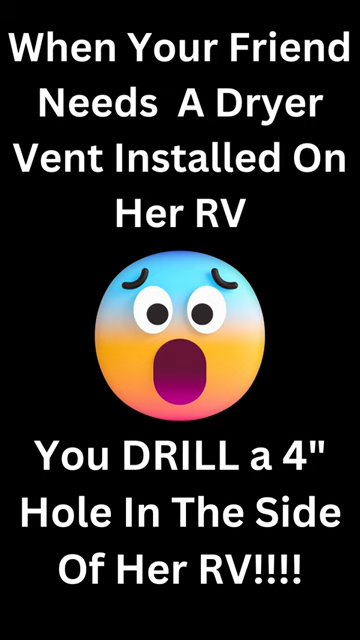 When Your Friend
Needs A Dryer
Vent Installed On
Her RV
You DRILL a 4"
Hole In The Side
Of Her RV!!!!